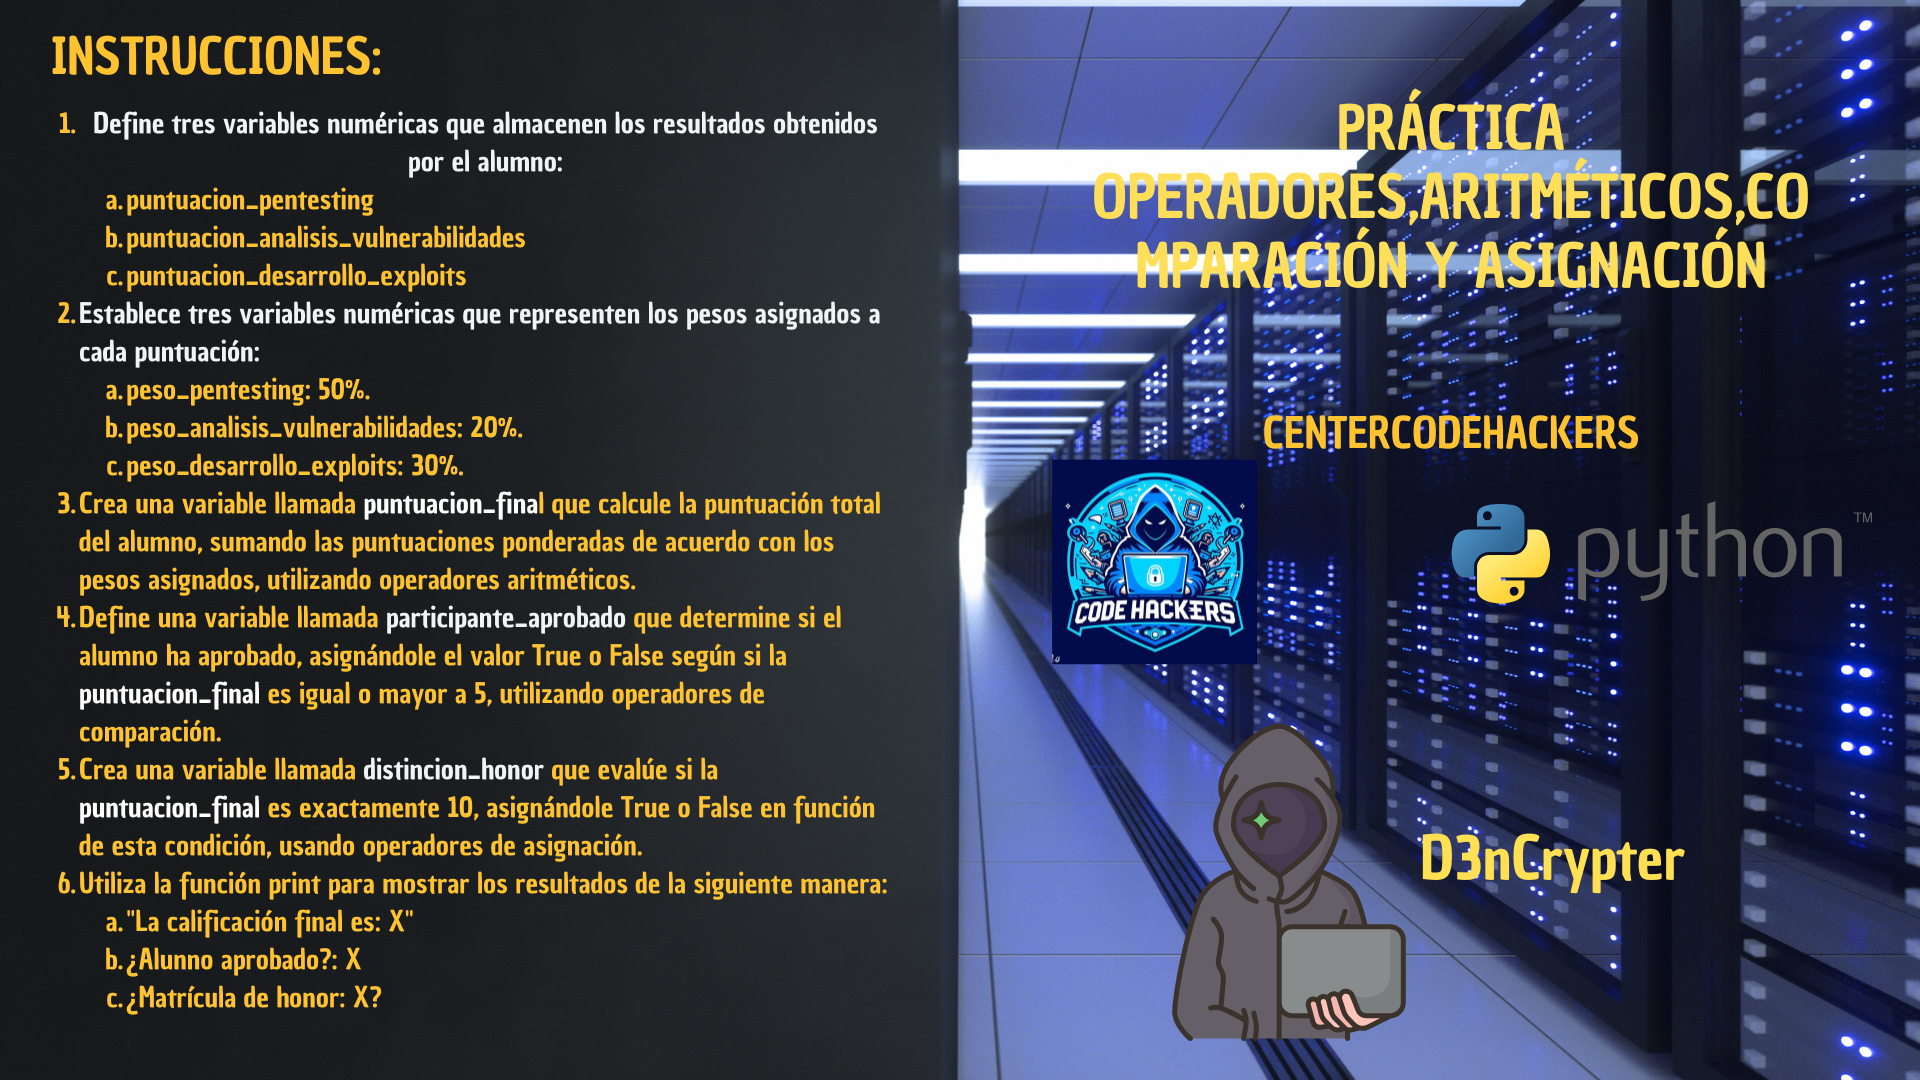 INSTRUCCIONES:
1. Define tres variables numéricas que almacenen los resultados obtenidos
por el alumno:
a. puntuacion_pentesting
b. puntuacion_analisis_vulnerabilidades
c. puntuacion_desarrollo_exploits
2. Establece tres variables numéricas que representen los pesos asignados a
cada puntuación:
a. peso_pentesting: 50%.
b. peso_analisis_vulnerabilidades: 20%.
c. peso_desarrollo_exploits: 30%.
3. Crea una variable llamada puntuacion_final que calcule la puntuación total
del alumno, sumando las puntuaciones ponderadas de acuerdo con los
pesos asignados, utilizando operadores aritméticos.
4. Define una variable llamada participante_aprobado que determine si el
alumno ha aprobado, asignándole el valor True o False según si la
puntuacion_final es igual o mayor a 5, utilizando operadores de
comparación.
5. Crea una variable llamada distincion_honor que evalúe si la
puntuacion_final es exactamente 10, asignándole True o False en función
de esta condición, usando operadores de asignación.
6. Utiliza la función print para mostrar los resultados de la siguiente manera:
a. "La calificación final es: X"
b. ¿Alunno aprobado?: X
c. ¿Matrícula de honor: X?
PRÁCTICA
OPERADORES,ARITMÉTICOS,CO
MPARACIÓN Y ASIGNACIÓN
CENTERCODEHACKERS
CODE HACKERS
python TM
D3nCrypter